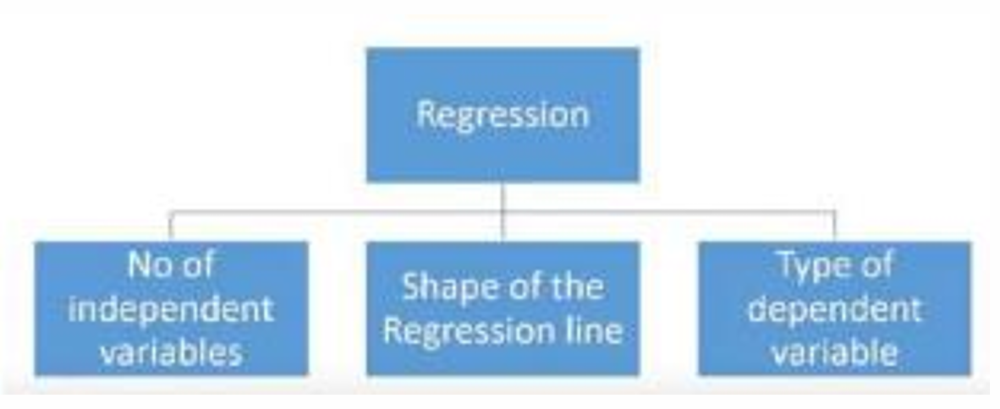 Regression
No of
independent
variables
Shape of the
Regression line
Type of
dependent
variable